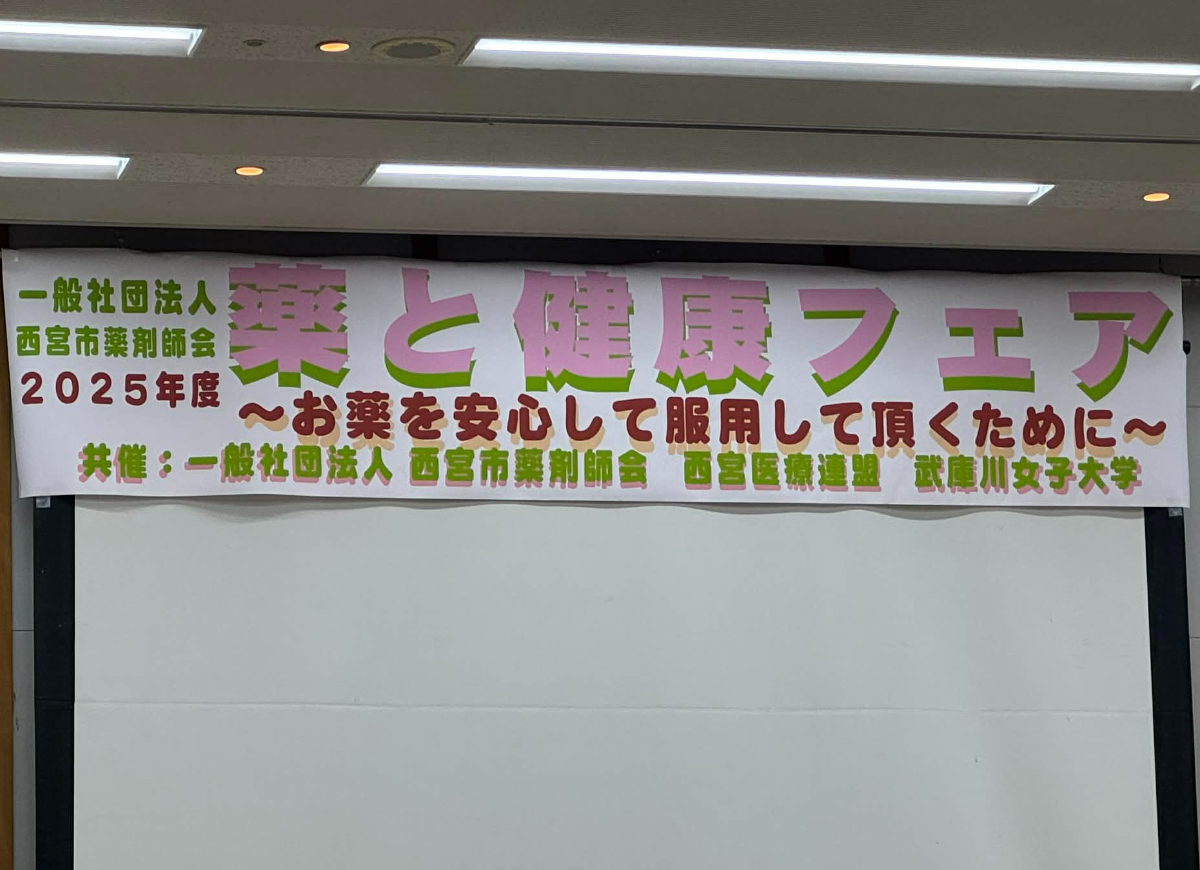 一般社団法人
西宮市薬剤師会
2025年度
薬と健康フェア
～お薬を安心して服用して頂くために～
共催：一般社団法人 西宮市薬剤師会 西宮医療連盟 武庫川女子大学